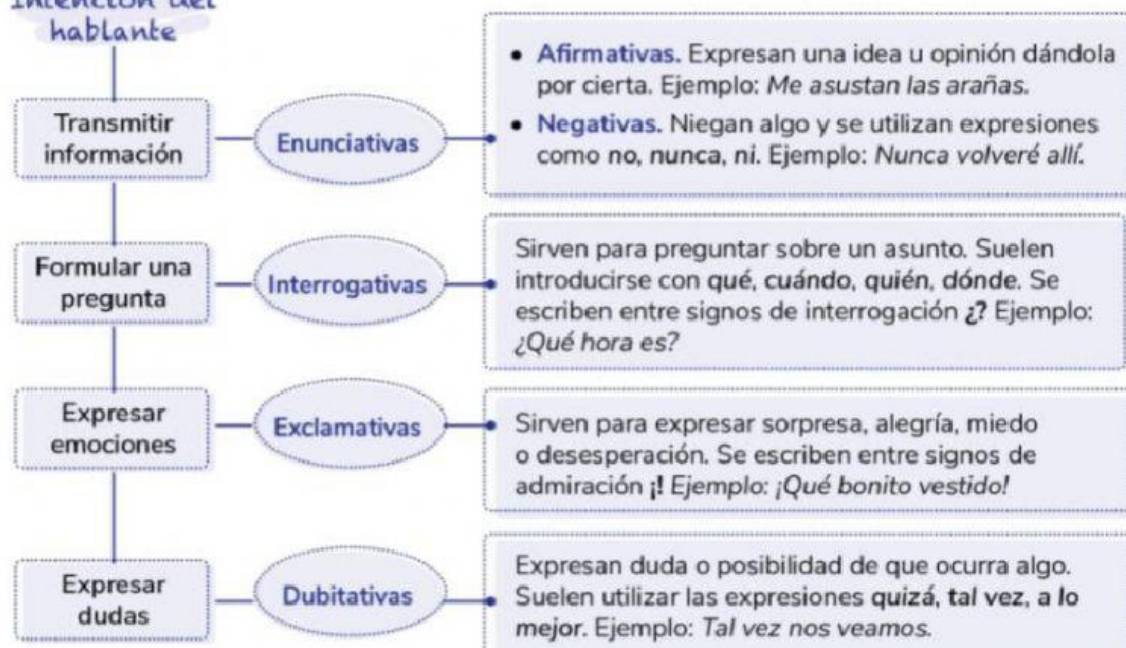 Intención del
hablante
Transmitir
información
Enunciativas
• Afirmativas. Expresan una idea u opinión dándola
por cierta. Ejemplo: Me asustan las arañas.
• Negativas. Niegan algo y se utilizan expresiones
como no, nunca, ni. Ejemplo: Nunca volveré allí.
Formular una
pregunta
Interrogativas
Sirven para preguntar sobre un asunto. Suelen
introducirse con qué, cuándo, quién, dónde. Se
escriben entre signos de interrogación ¿? Ejemplo:
¿Qué hora es?
Expresar
emociones
Exclamativas
Sirven para expresar sorpresa, alegría, miedo
o desesperación. Se escriben entre signos de
admiración ¡! Ejemplo: ¡Qué bonito vestido!
Expresar
dudas
Dubitativas
Expresan duda o posibilidad de que ocurra algo.
Suelen utilizar las expresiones quizá, tal vez, a lo
mejor. Ejemplo: Tal vez nos veamos.